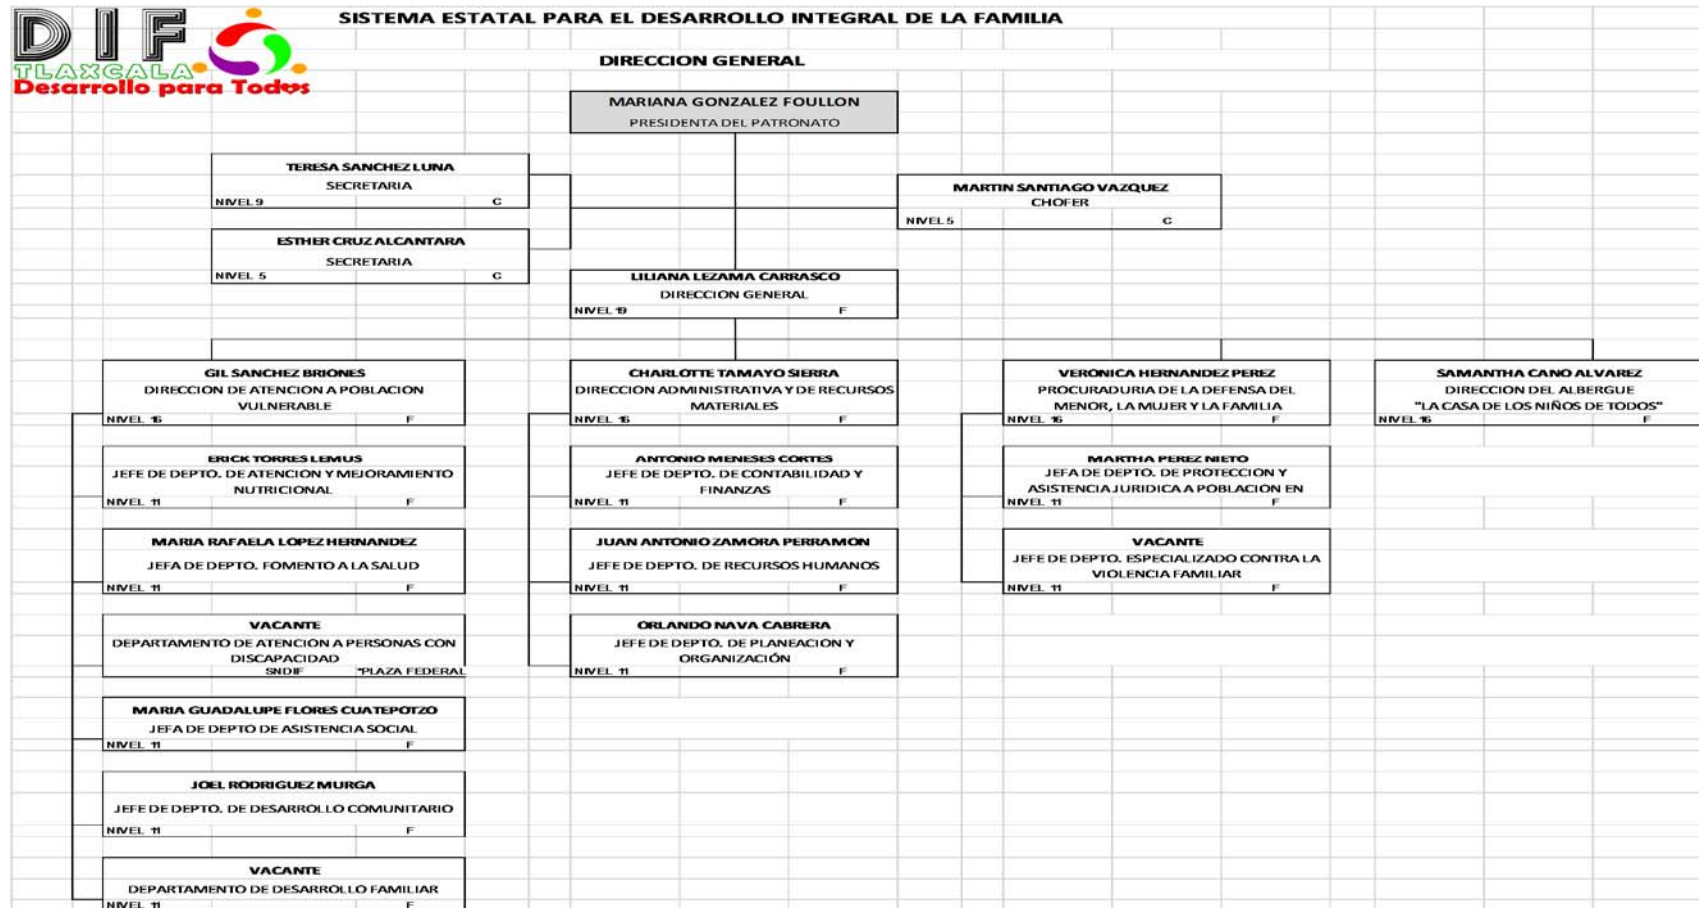 DIF
TLAXCALA
Desarrollo para Todos
SISTEMA ESTATAL PARA EL DESARROLLO INTEGRAL DE LA FAMILIA
DIRECCION GENERAL
MARIANA GONZALEZ FOULLON
PRESIDENTA DEL PATRONATO
TERESA SANCHEZ LUNA
SECRETARIA
NIVEL 9 C
MARTIN SANTIAGO VAZQUEZ
CHOFER
NIVEL 5 C
ESTHER CRUZ ALCANTARA
SECRETARIA
NIVEL 5 C
LILIANA LEZAMA CARRASCO
DIRECCION GENERAL
NIVEL 19 F
GIL SANCHEZ BRIONES
DIRECCION DE ATENCION A POBLACION
VULNERABLE
NIVEL 16 F
ERICK TORRES LEMUS
JEFE DE DEPTO. DE ATENCION Y MEJORAMIENTO
NUTRICIONAL
NIVEL 11 F
MARIA RAFAELA LOPEZ HERNANDEZ
JEFA DE DEPTO. FOMENTO A LA SALUD
NIVEL 11 F
VACANTE
DEPARTAMENTO DE ATENCION A PERSONAS CON
DISCAPACIDAD
SNDIF *PLAZA FEDERAL
MARIA GUADALUPE FLORES CUATEPOTZO
JEFA DE DEPTO DE ASISTENCIA SOCIAL
NIVEL 11 F
JOEL RODRIGUEZ MURGA
JEFE DE DEPTO. DE DESARROLLO COMUNITARIO
NIVEL 11 F
VACANTE
DEPARTAMENTO DE DESARROLLO FAMILIAR
NIVEL 11 F
CHARLOTTE TAMAYO SIERRA
DIRECCION ADMINISTRATIVA Y DE RECURSOS
MATERIALES
NIVEL 16 F
ANTONIO MENESES CORTES
JEFE DE DEPTO. DE CONTABILIDAD Y
FINANZAS
NIVEL 11 F
JUAN ANTONIO ZAMORA PERRAMON
JEFE DE DEPTO. DE RECURSOS HUMANOS
NIVEL 11 F
ORLANDO NAVA CABRERA
JEFE DE DEPTO. DE PLANEACION Y
ORGANIZACIÓN
NIVEL 11 F
VERONICA HERNANDEZ PEREZ
PROCURADURIA DE LA DEFENSA DEL
MENOR, LA MUJER Y LA FAMILIA
NIVEL 16 F
MARTHA PEREZ NIETO
JEFA DE DEPTO. DE PROTECCION Y
ASISTENCIA JURIDICA A POBLACION EN
NIVEL 11 F
VACANTE
JEFE DE DEPTO. ESPECIALIZADO CONTRA LA
VIOLENCIA FAMILIAR
NIVEL 11 F
SAMANTHA CANO ALVAREZ
DIRECCION DEL ALBERGUE
"LA CASA DE LOS NIÑOS DE TODOS"
NIVEL 16 F